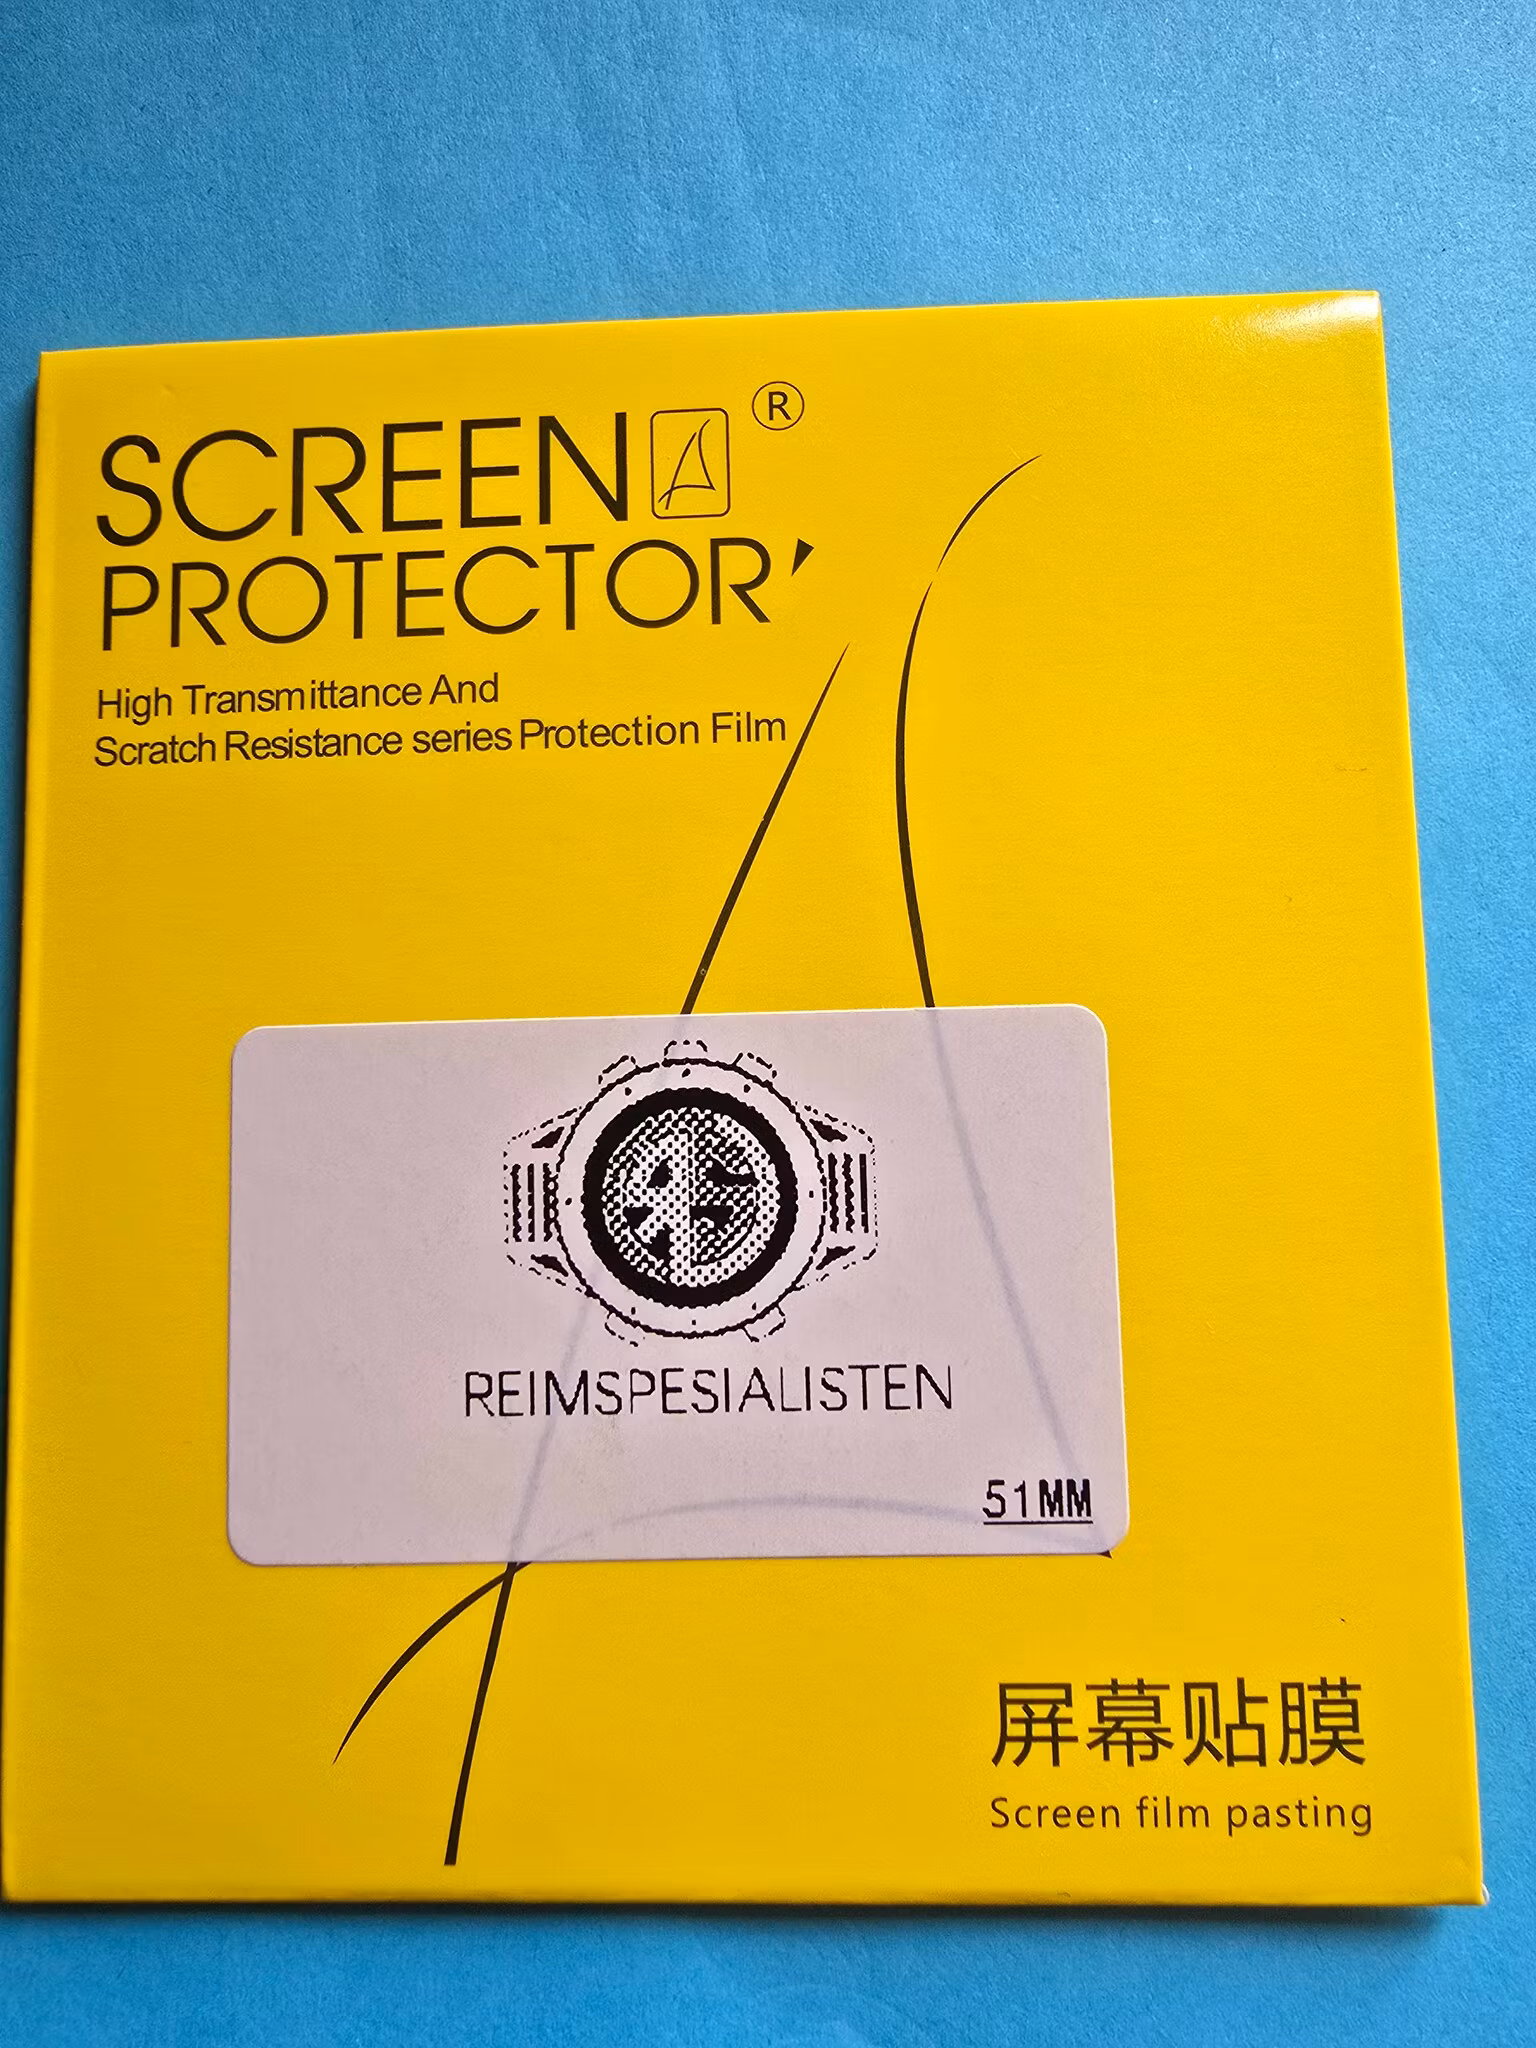 SCREEN ®
PROTECTOR'
High Transmittance And
Scratch Resistance series Protection Film
REIMSPESIALISTEN
51MM
屏幕贴膜
Screen film pasting